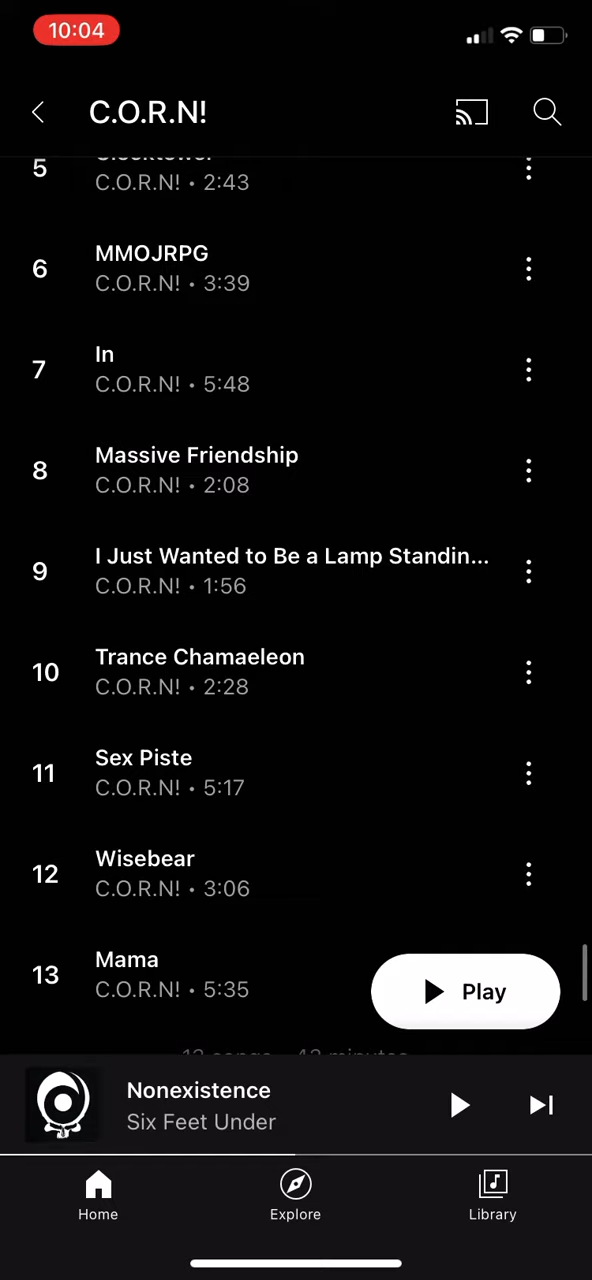 10:04
C.O.R.N!
5
Clocktower
C.O.R.N! • 2:43
6
MMOJRPG
C.O.R.N! • 3:39
7
In
C.O.R.N! • 5:48
8
Massive Friendship
C.O.R.N! • 2:08
9
I Just Wanted to Be a Lamp Standin...
C.O.R.N! • 1:56
10
Trance Chamaeleon
C.O.R.N! • 2:28
11
Sex Piste
C.O.R.N! • 5:17
12
Wisebear
C.O.R.N! • 3:06
13
Mama
C.O.R.N! • 5:35
Play
Nonexistence
Six Feet Under
Home
Explore
Library